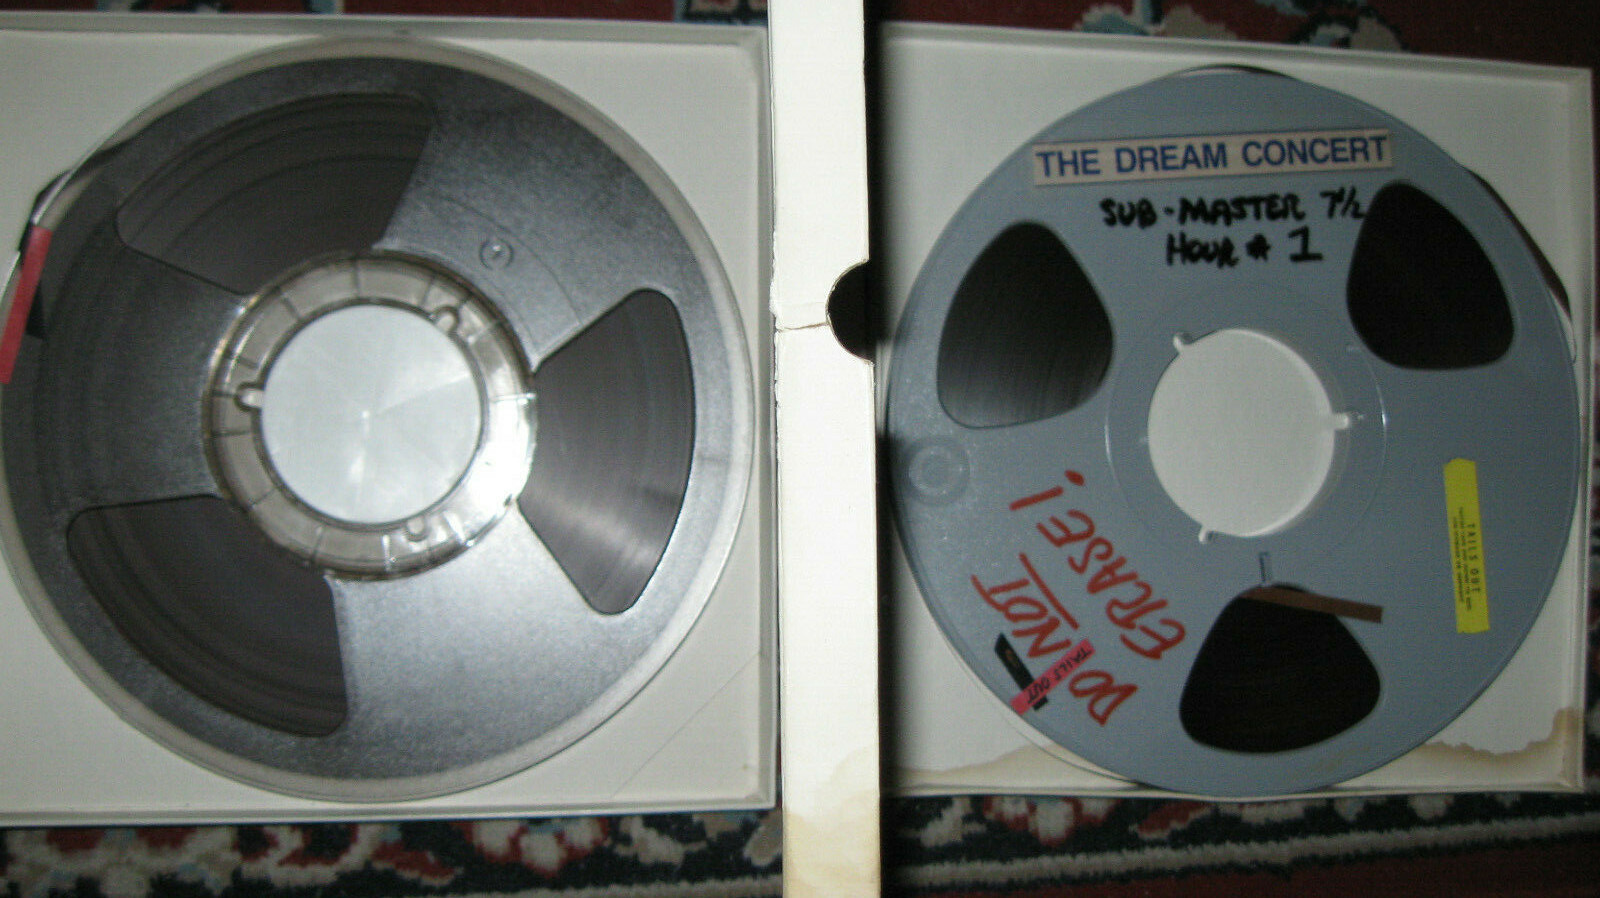 THE DREAM CONCERT
SUB-MASTER 7½
HOUR # 1
DO NOT
ERASE!
TAILS OUT
TAILS OUT